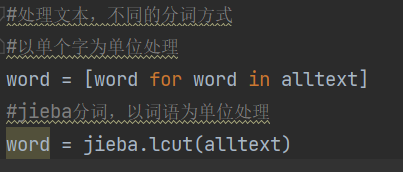 #处理文本，不同的分词方式
#以单个字为单位处理
word = [word for word in alltext]
#jieba分词，以词语为单位处理
word = jieba.lcut(alltext)